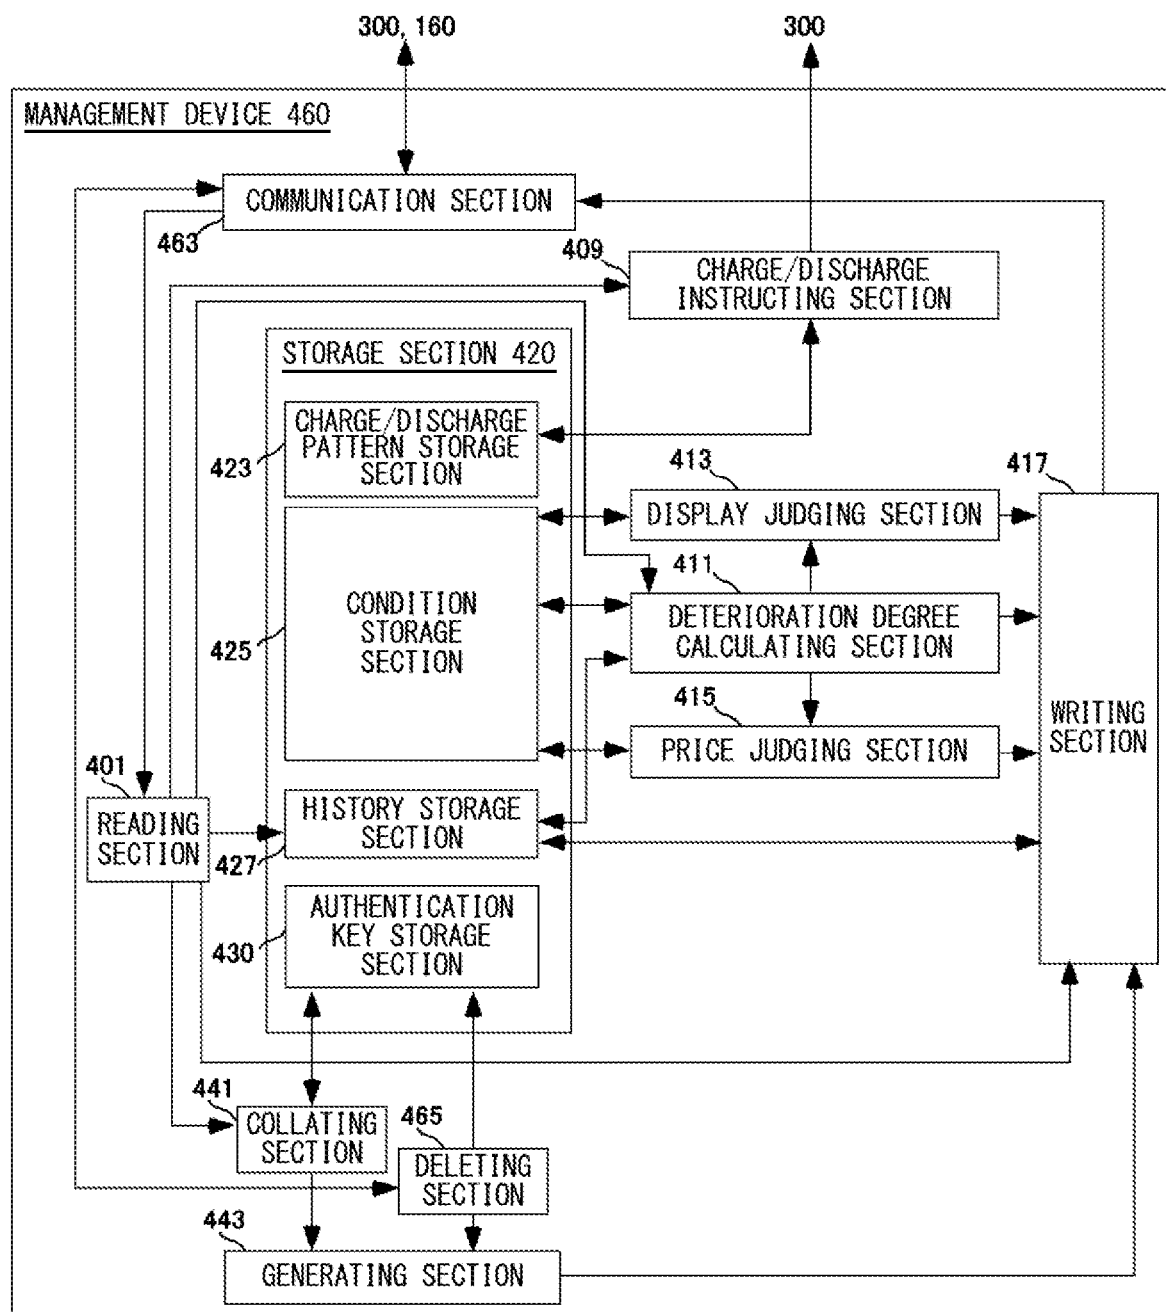 300, 160
300
MANAGEMENT DEVICE 460
COMMUNICATION SECTION
463
409
CHARGE/DISCHARGE
INSTRUCTING SECTION
STORAGE SECTION 420
CHARGE/DISCHARGE
PATTERN STORAGE
SECTION
423
413
417
DISPLAY JUDGING SECTION
411
CONDITION
STORAGE
SECTION
425
DETERIORATION DEGREE
CALCULATING SECTION
415
PRICE JUDGING SECTION
WRITING
SECTION
401
READING
SECTION
HISTORY STORAGE
SECTION
427
AUTHENTICATION
KEY STORAGE
SECTION
430
441
COLLATING
SECTION
465
DELETING
SECTION
443
GENERATING SECTION